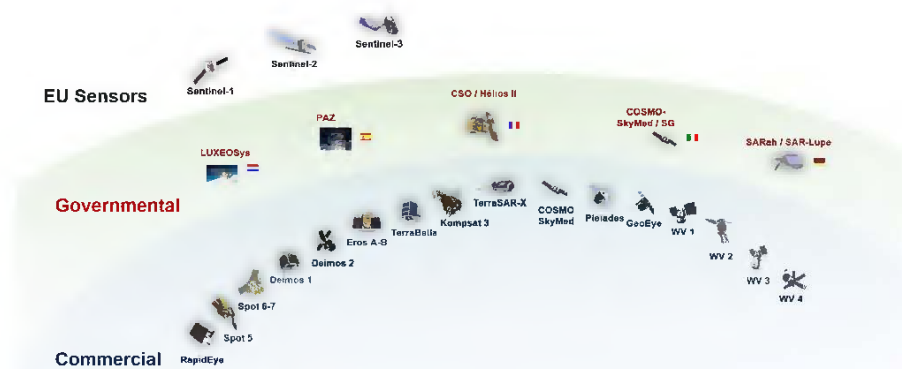 Sentinel-3
Sentinel-2
Sentinel-1
EU Sensors
CSO / Hélios II
COSMO-
SkyMed / SG
PAZ
SARah / SAR-Lupe
LUXEOSys
Governmental
TerraSAR-X
Kompsat 3
COSMO
SkyMed
Pleiades
GeoEye
WV 1
TerraBella
Eros A-B
WV 2
Deimos 2
Deimos 1
WV 3
WV 4
Spot 6-7
Spot 5
Commercial
RapidEye